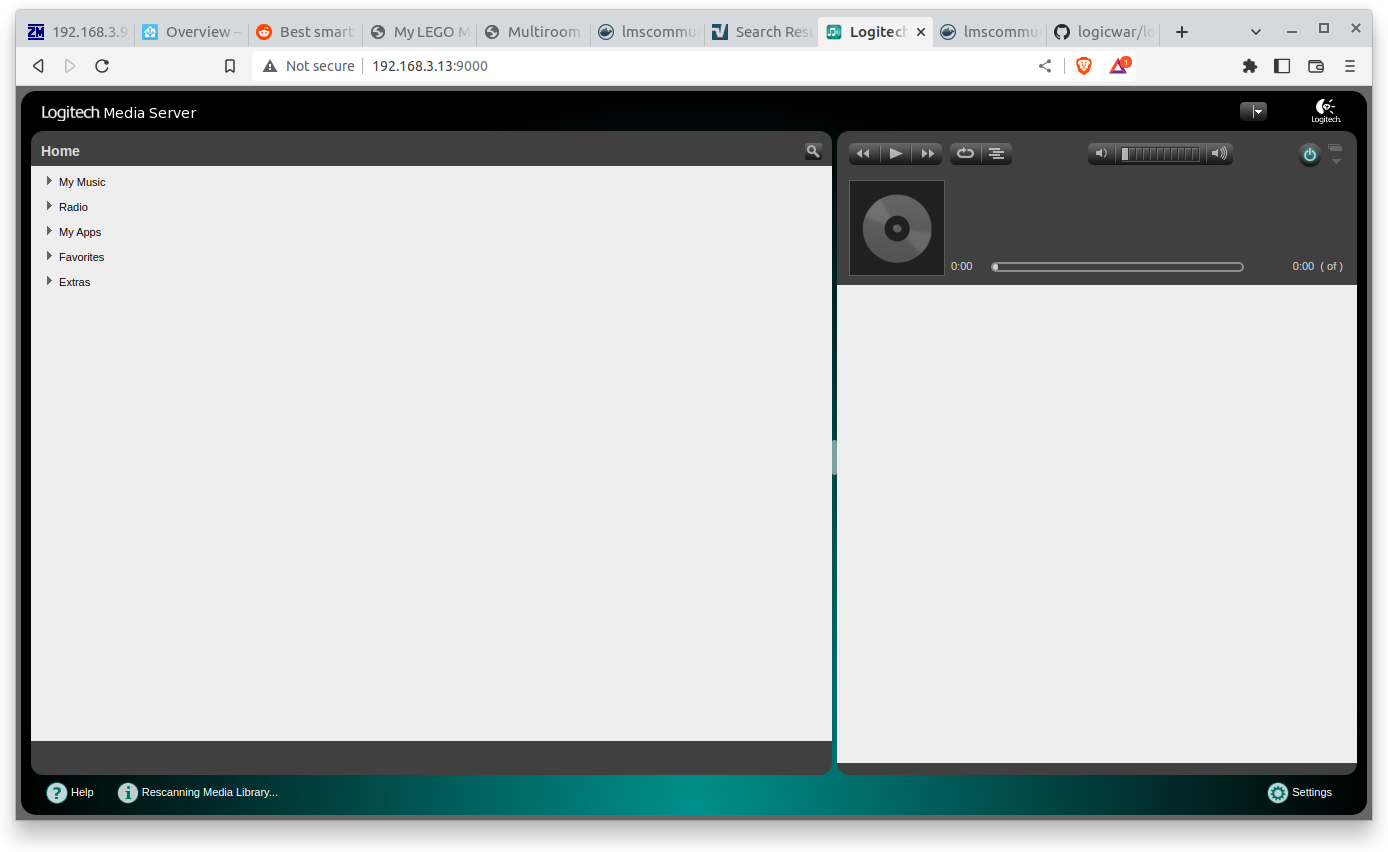 192.168.3.9
Overview –
Best smart
My LEGO M
Multiroom
lmscommu
Search Res
Logitech
lmscommu
logicwar/lo
Not secure
192.168.3.13:9000
1
Logitech Media Server
Logitech
Home
My Music
Radio
My Apps
Favorites
Extras
0:00
0:00 ( of )
Help
Rescanning Media Library...
Settings